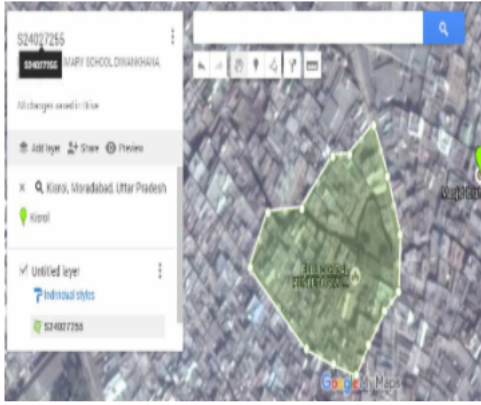 S24027255
S24027255
MARY SCHOOL DIWANKHANA,
All changes saved in Drive
Add layer
Share
Preview
Kisrol, Moradabad, Uttar Pradesh
Kisrol
Untitled layer
Individual styles
S24027255
Google My Maps